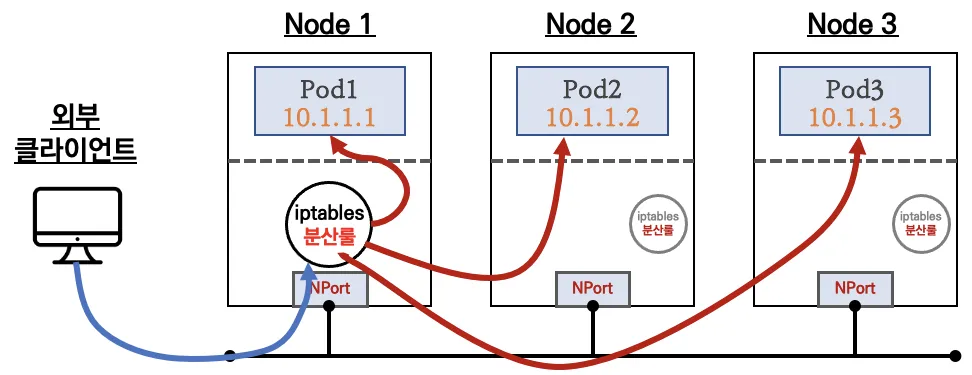 Node 1
Node 2
Node 3
외부
클라이언트
Pod1
10.1.1.1
Pod2
10.1.1.2
Pod3
10.1.1.3
iptables
분산룰
iptables
분산룰
iptables
분산룰
NPort
NPort
NPort